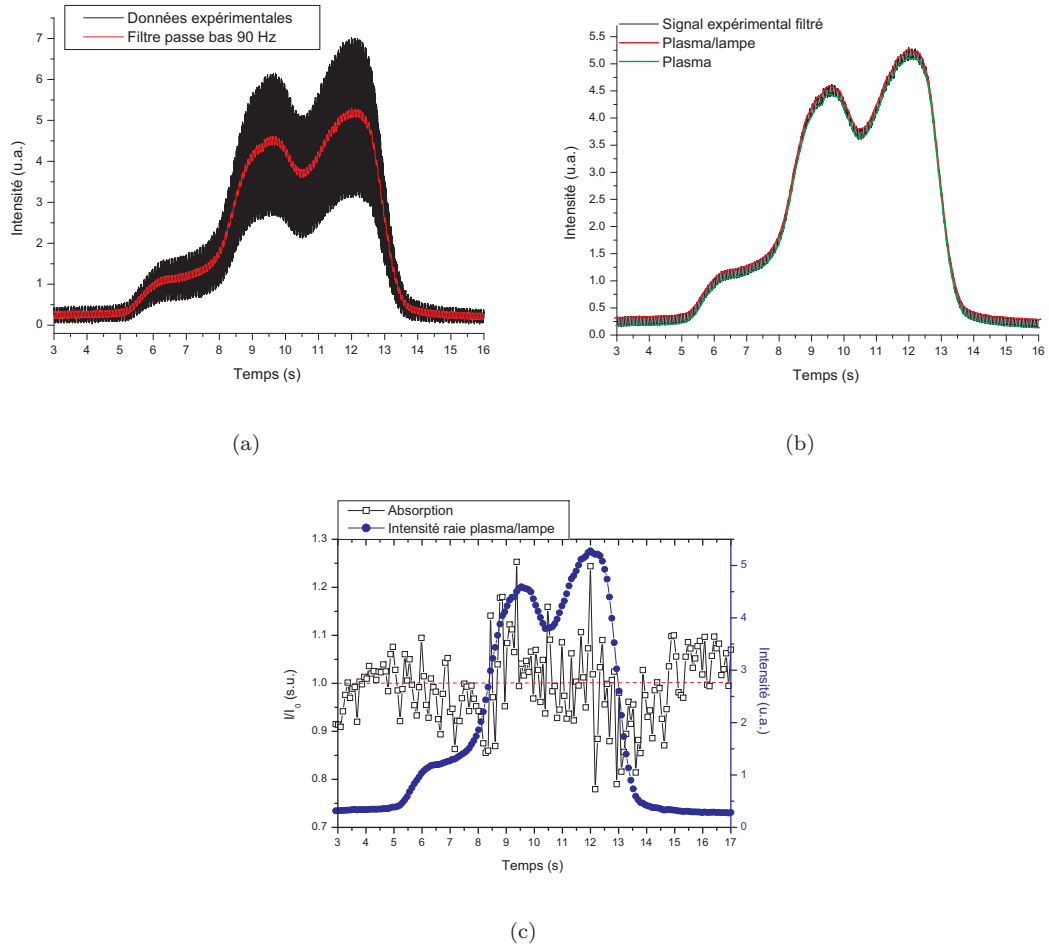 Données expérimentales
Filtre passe bas 90 Hz
7
6
5
4
3
2
1
0
Intensité (u.a.)
3 4 5 6 7 8 9 10 11 12 13 14 15 16
Temps (s)
(a)
Signal expérimental filtré
Plasma/lampe
Plasma
5.5
5.0
4.5
4.0
3.5
3.0
2.5
2.0
1.5
1.0
0.5
0.0
Intensité (u.a.)
3 4 5 6 7 8 9 10 11 12 13 14 15 16
Temps (s)
(b)
Absorption
Intensité raie plasma/lampe
1.3
1.2
1.1
1.0
0.9
0.8
0.7
I/I0 (s.u.)
5
4
3
2
1
0
Intensité (u.a.)
3 4 5 6 7 8 9 10 11 12 13 14 15 16 17
Temps (s)
(c)